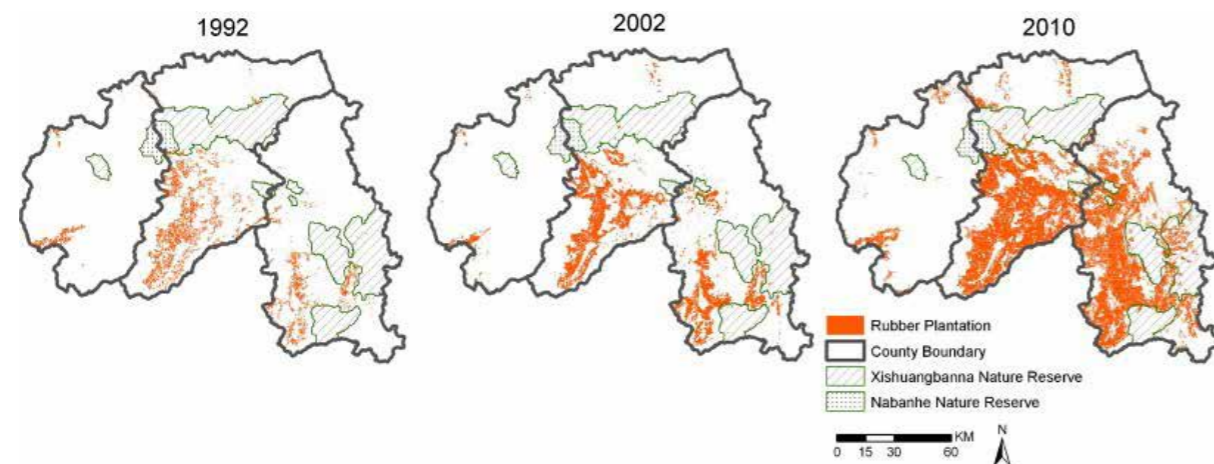 1992
2002
2010
Rubber Plantation
County Boundary
Xishuangbanna Nature Reserve
Nabanhe Nature Reserve
KM
0 15 30 60
N